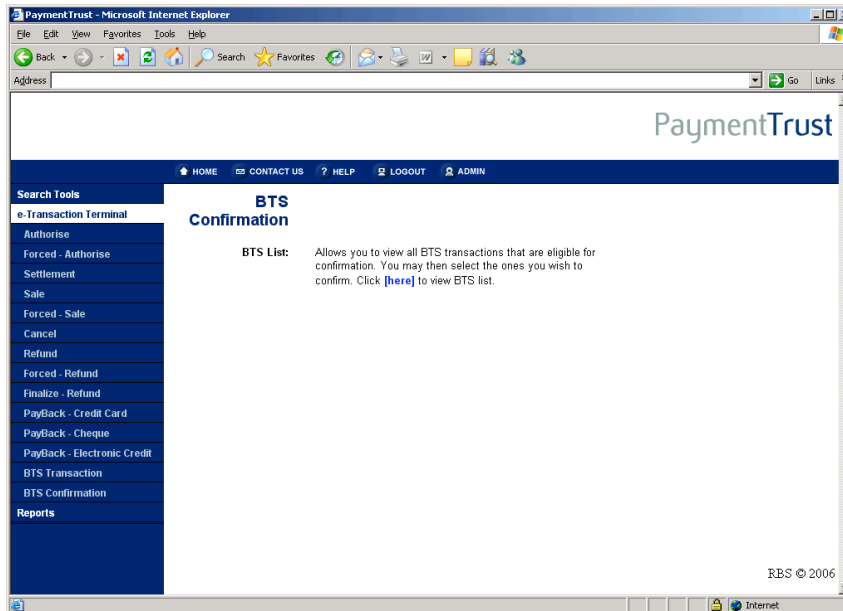 PaymentTrust - Microsoft Internet Explorer
File Edit View Favorites Tools Help
Back Search Favorites
Address Go Links
PaymentTrust
HOME CONTACT US ? HELP LOGOUT ADMIN
Search Tools
e-Transaction Terminal
Authorise
Forced - Authorise
Settlement
Sale
Forced - Sale
Cancel
Refund
Forced - Refund
Finalize - Refund
PayBack - Credit Card
PayBack - Cheque
PayBack - Electronic Credit
BTS Transaction
BTS Confirmation
Reports
BTS
Confirmation
BTS List: Allows you to view all BTS transactions that are eligible for
confirmation. You may then select the ones you wish to
confirm. Click [here] to view BTS list.
RBS © 2006
Internet